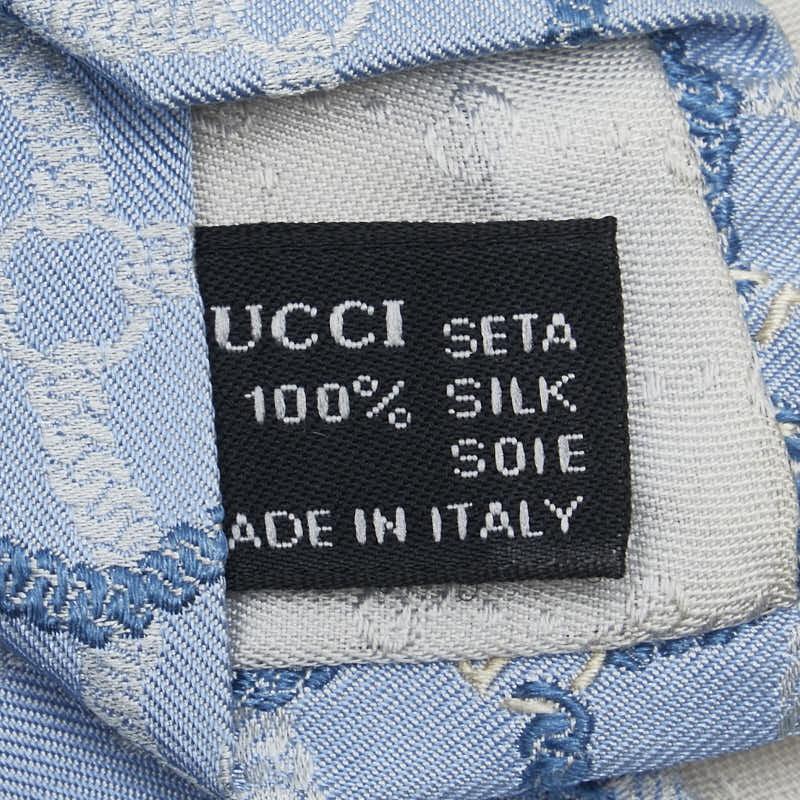 UCCI SETA
100% SILK
SOIE
ADE IN ITALY